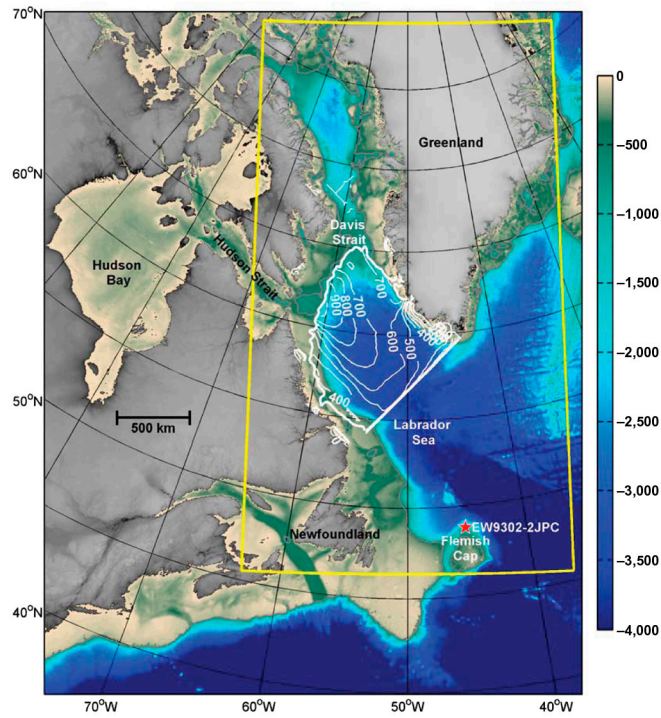 70°N
60°N
50°N
40°N
70°W
60°W
50°W
40°W
Greenland
Davis
Strait
Hudson Strait
Hudson
Bay
0
700
900
800
700
600
500
400
400
500 km
Labrador
Sea
EW9302-2JPC
Flemish
Cap
Newfoundland
0
–500
–1,000
–1,500
–2,000
–2,500
–3,000
–3,500
–4,000